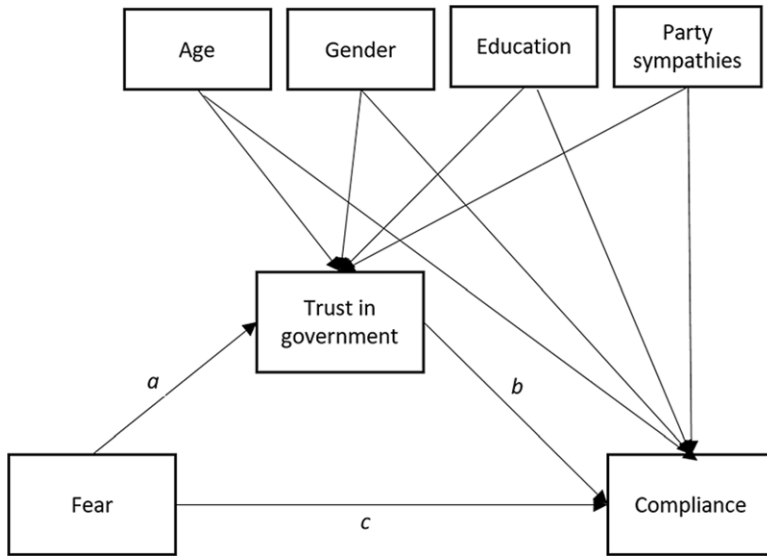 Age
Gender
Education
Party
sympathies
Trust in
government
a
b
Fear
c
Compliance